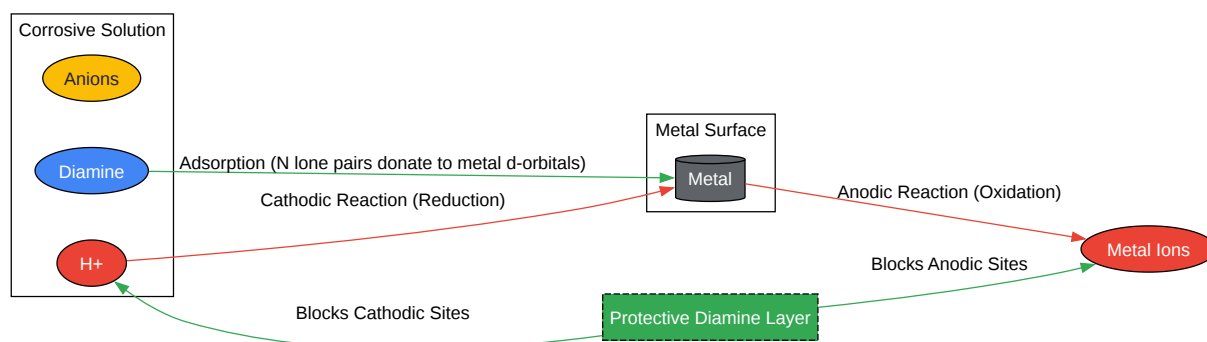 Corrosive Solution
Anions
Diamine
H+
Adsorption (N lone pairs donate to metal d-orbitals)
Cathodic Reaction (Reduction)
Metal Surface
Metal
Anodic Reaction (Oxidation)
Metal Ions
Blocks Anodic Sites
Blocks Cathodic Sites
Protective Diamine Layer